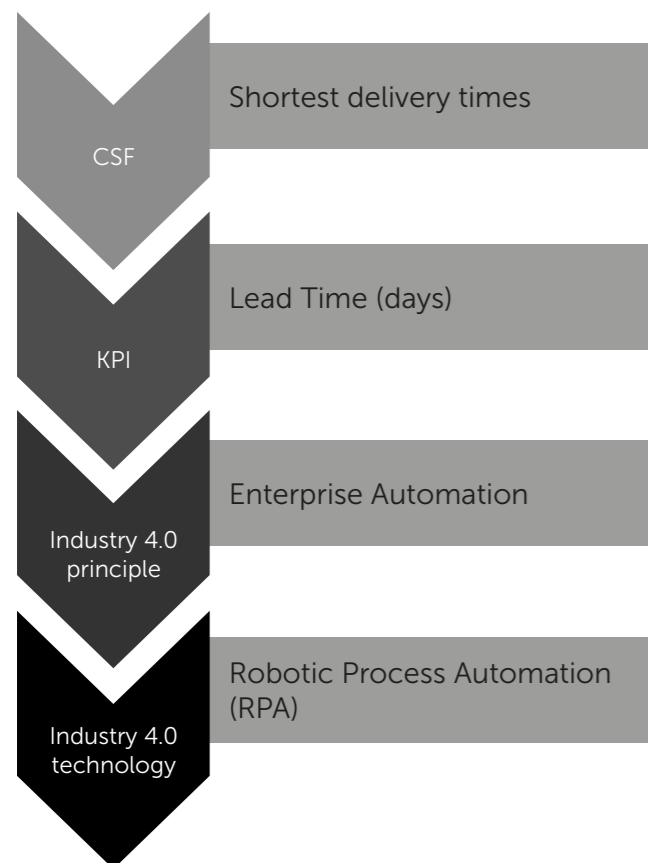 Shortest delivery times
CSF
Lead Time (days)
KPI
Enterprise Automation
Industry 4.0
principle
Robotic Process Automation
(RPA)
Industry 4.0
technology